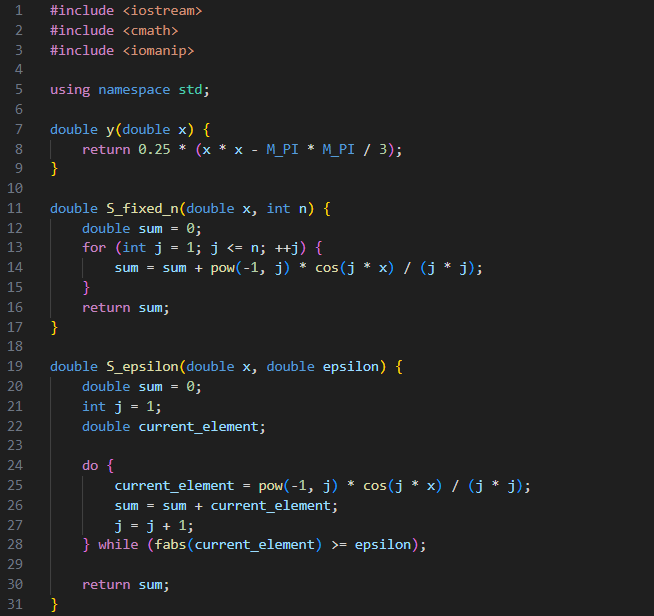 1 #include <iostream>
2 #include <cmath>
3 #include <iomanip>
4
5 using namespace std;
6
7 double y(double x) {
8     return 0.25 * (x * x - M_PI * M_PI / 3);
9 }
10
11 double S_fixed_n(double x, int n) {
12     double sum = 0;
13     for (int j = 1; j <= n; ++j) {
14         sum = sum + pow(-1, j) * cos(j * x) / (j * j);
15     }
16     return sum;
17 }
18
19 double S_epsilon(double x, double epsilon) {
20     double sum = 0;
21     int j = 1;
22     double current_element;
23
24     do {
25         current_element = pow(-1, j) * cos(j * x) / (j * j);
26         sum = sum + current_element;
27         j = j + 1;
28     } while (fabs(current_element) >= epsilon);
29
30     return sum;
31 }